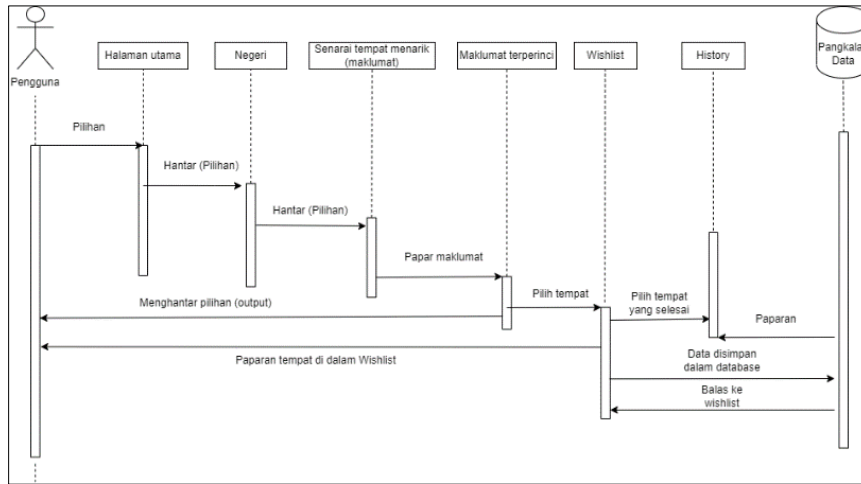 Pengguna
Halaman utama
Negeri
Senarai tempat menarik
(maklumat)
Maklumat terperinci
Wishlist
History
Pangkala
Data
Pilihan
Hantar (Pilihan)
Hantar (Pilihan)
Papar maklumat
Menghantar pilihan (output)
Pilih tempat
Pilih tempat
yang selesai
Paparan
Paparan tempat di dalam Wishlist
Data disimpan
dalam database
Balas ke
wishlist